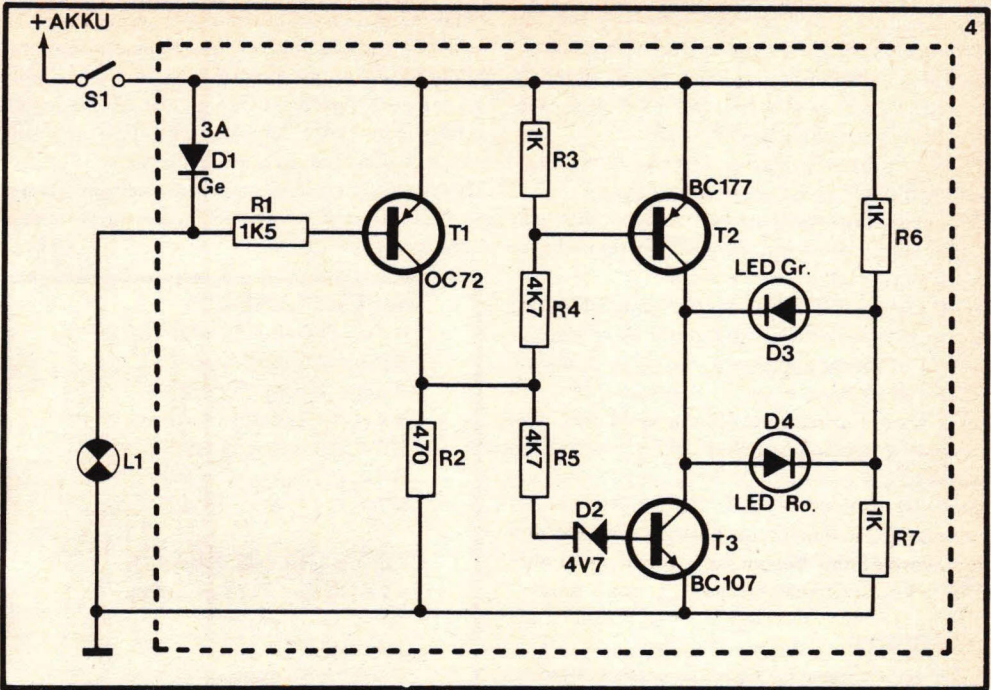 +AKKU
4
S1
3A
D1
Ge
R1
1K5
T1
OC72
1K
R3
BC177
T2
1K
R6
LED Gr.
D3
4K7
R4
L1
470
R2
4K7
R5
D4
LED Ro.
D2
4V7
T3
BC107
1K
R7